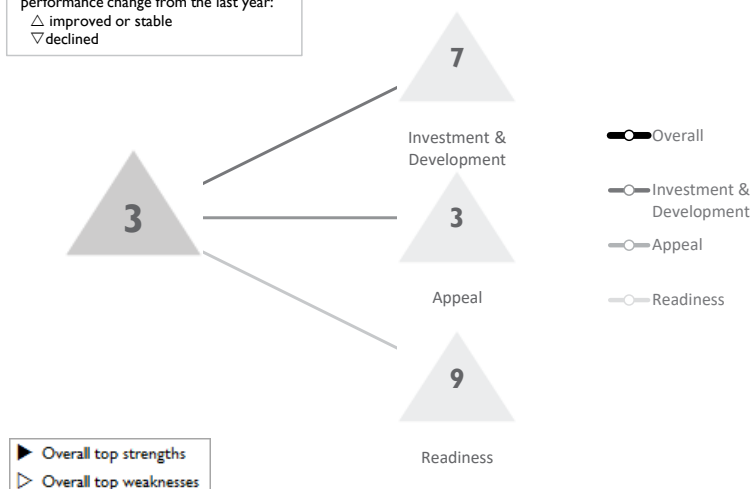 performance change from the last year:
△ improved or stable
▽ declined
7
Investment &
Development
3
3
Appeal
9
Readiness
Overall
Investment &
Development
Appeal
Readiness
▶ Overall top strengths
▷ Overall top weaknesses